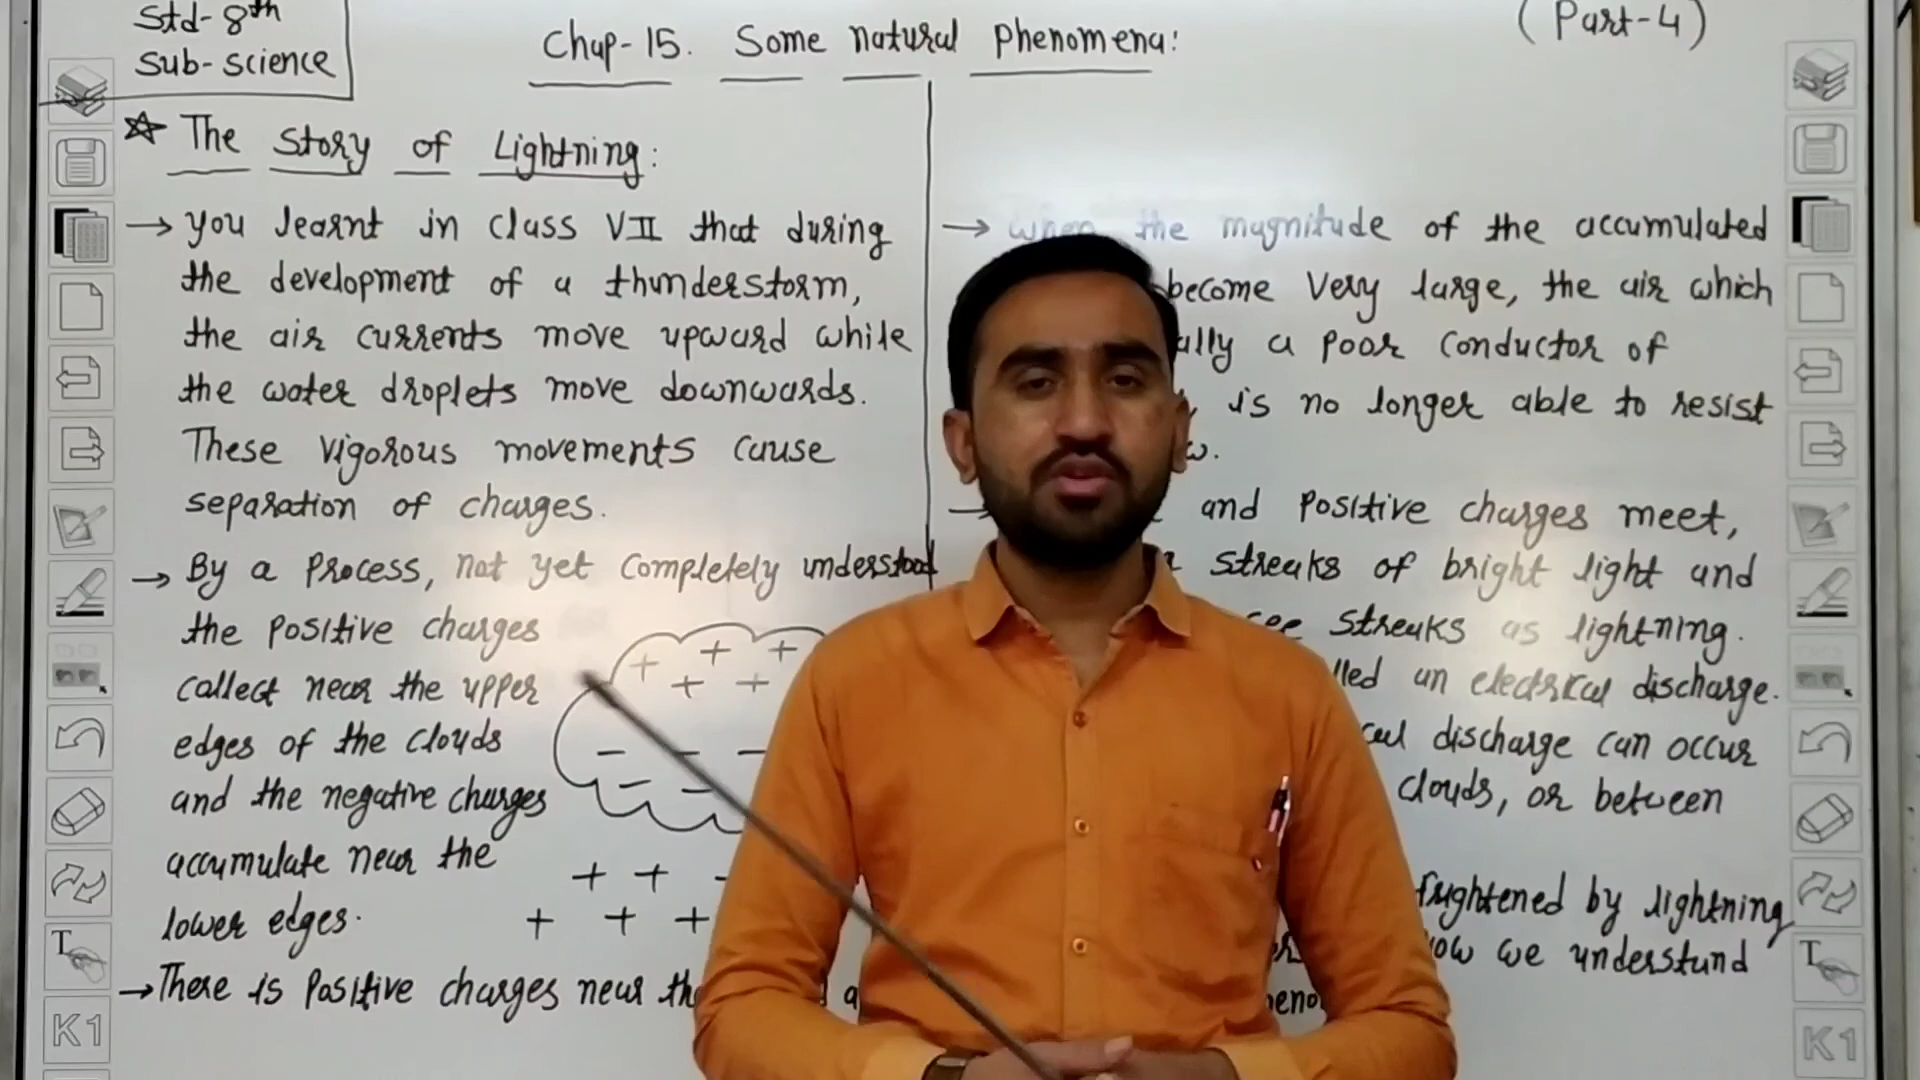 Std- 8th
Sub- science
Chap- 15. Some natural phenomena:
(Part-4)
The Story of Lightning:
→ You learnt in class VII that during
the development of a thunderstorm,
the air currents move upward while
the water droplets move downwards.
These vigorous movements cause
separation of charges.
→ By a process, not yet completely understood
the positive charges
collect near the upper
edges of the clouds
and the negative charges
accumulate near the
lower edges.
→ There is positive charges near the
→ when the magnitude of the accumulated
become very large, the air which
a poor conductor of
is no longer able to resist
and positive charges meet,
streaks of bright light and
see streaks as lightning.
an electrical discharge.
discharge can occur
clouds, or between
frightened by lightning
we understand
+ + +
+ +
− − −
− −
+ +
+ + +
T
K1
T
K1